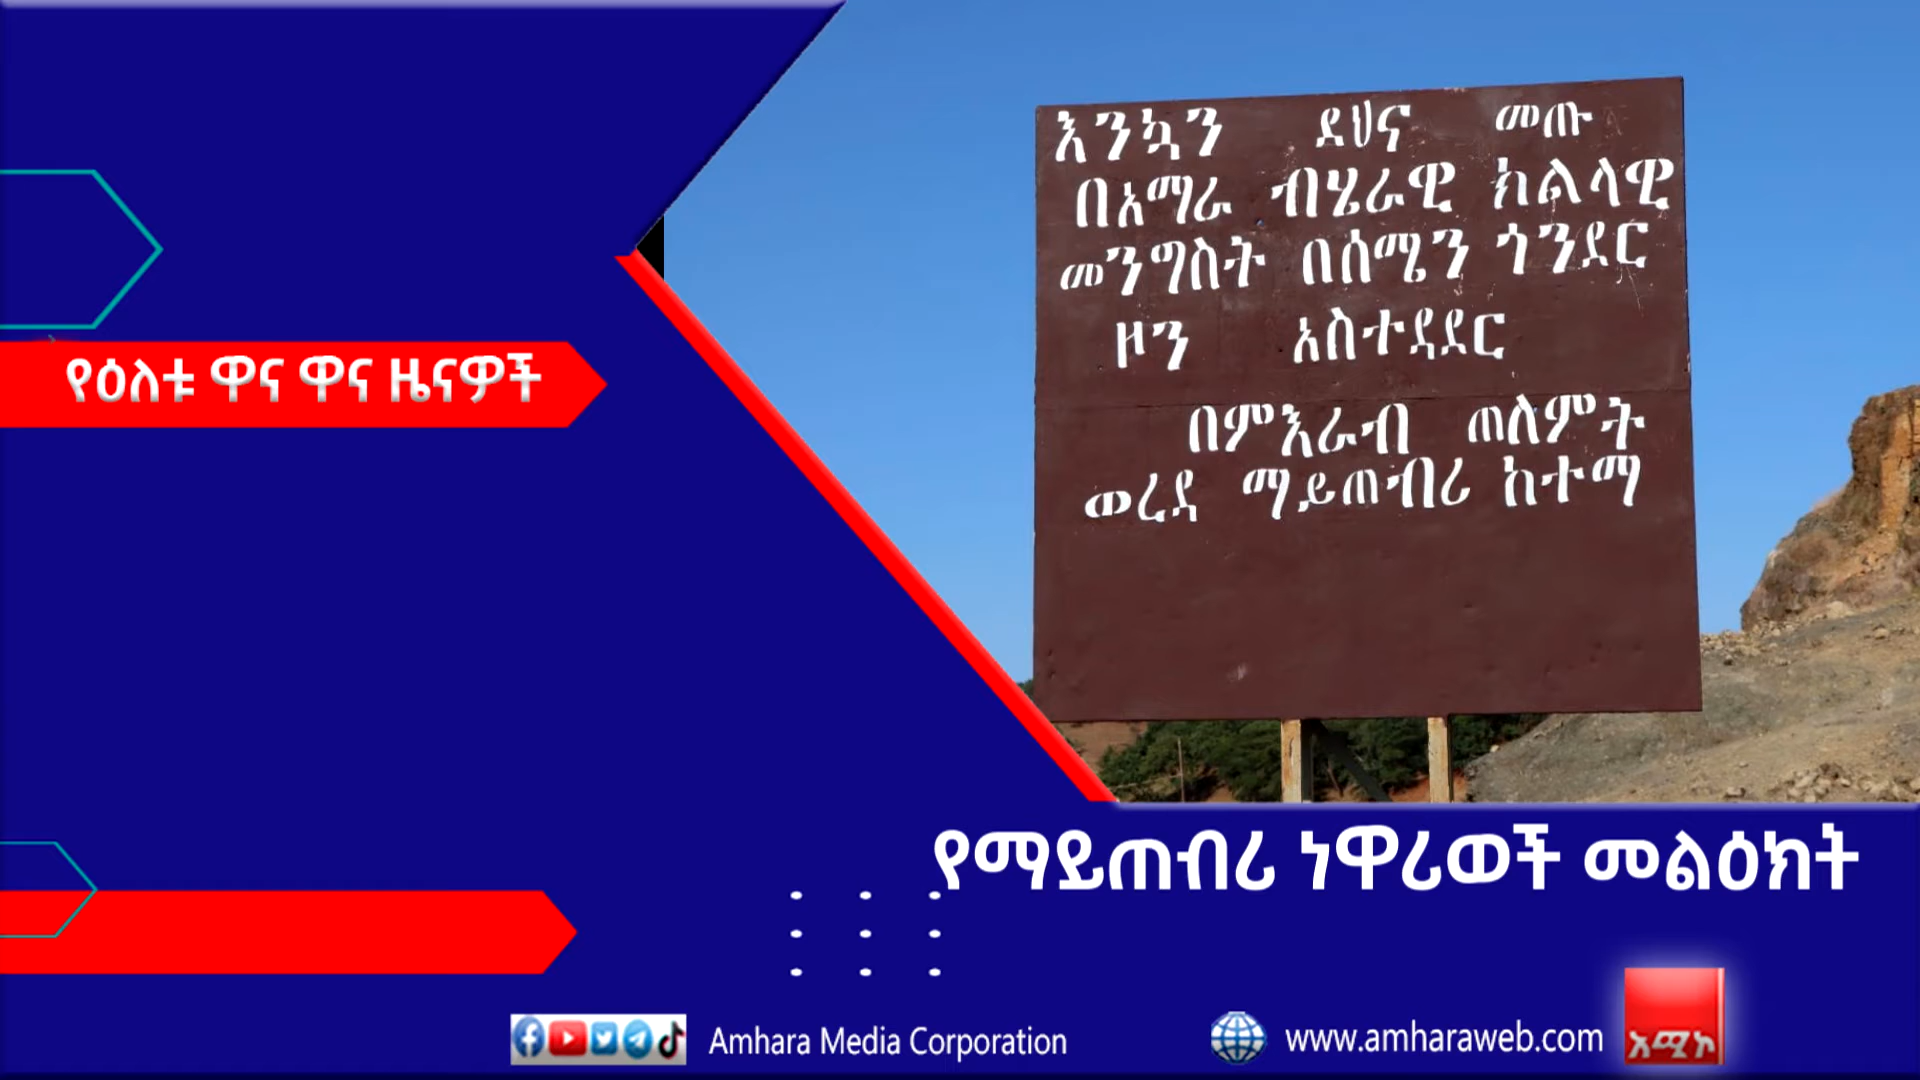 እንኳን ደህና መጡ
በአማራ ብሄራዊ ክልላዊ
መንግስት በሰሜን ጎንደር
ዞን አስተዳደር
በምእራብ ጠለምት
ወረዳ ማይጠብሪ ከተማ
የዕለቱ ዋና ዋና ዜናዎች
የማይጠብሪ ነዋሪወች መልዕክት
Amhara Media Corporation
www.amharaweb.com
አሚኮ